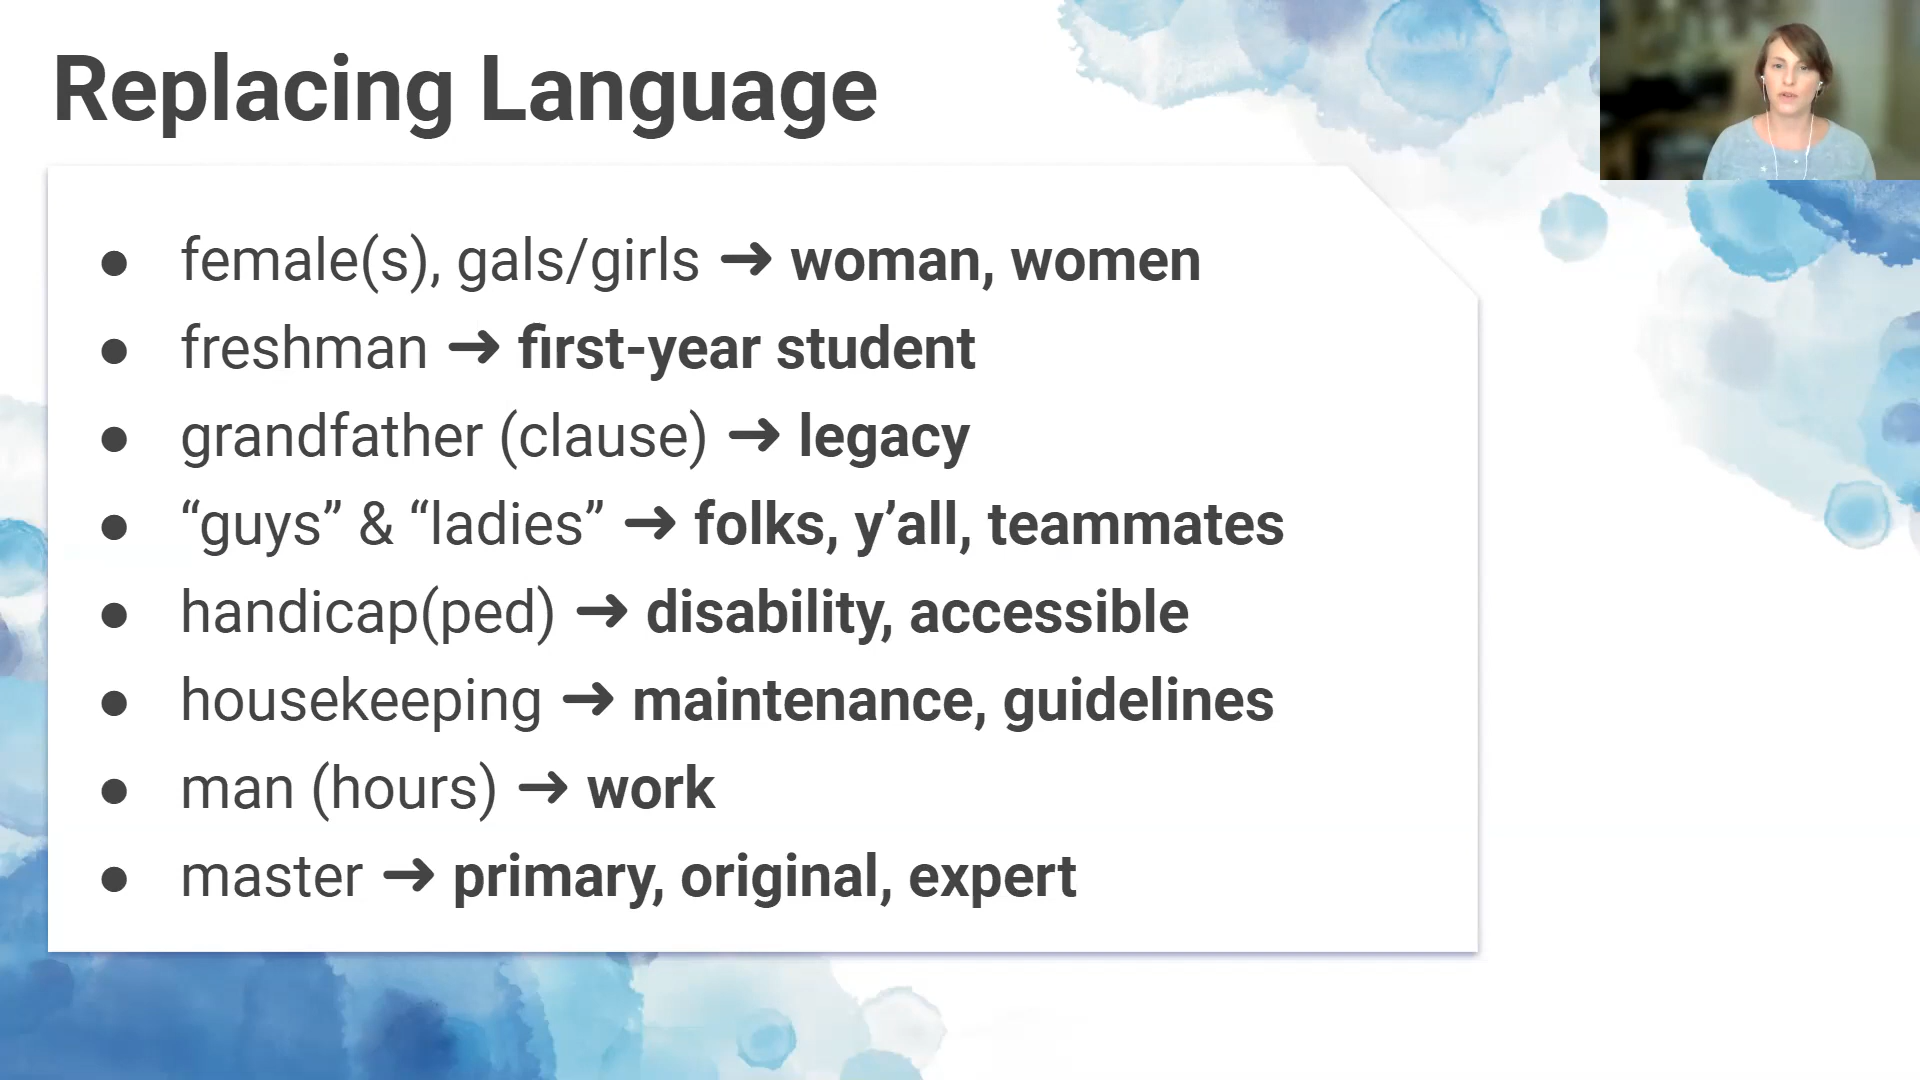 Replacing Language
● female(s), gals/girls → woman, women
● freshman → first-year student
● grandfather (clause) → legacy
● “guys” & “ladies” → folks, y’all, teammates
● handicap(ped) → disability, accessible
● housekeeping → maintenance, guidelines
● man (hours) → work
● master → primary, original, expert